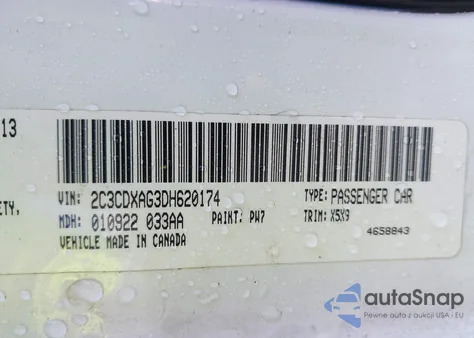 13
VIN: 2C3CDXAG3DH620174
TYPE: PASSENGER CAR
ETY,
MDH: 010922 033AA
PAINT: PW7
TRIM: X5X9
VEHICLE MADE IN CANADA
4658843
autoSnap
Pewne auta z aukcji USA - EU